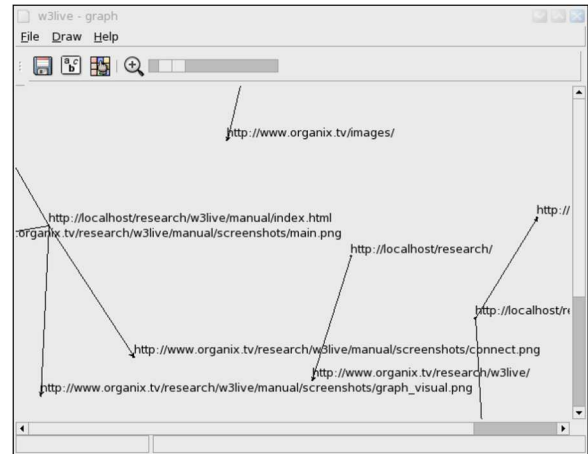 w3live - graph
File Draw Help
a c b
http://www.organix.tv/images/
http://localhost/research/w3live/manual/index.html
http://
.organix.tv/research/w3live/manual/screenshots/main.png
http://localhost/research/
http://localhost/re
http://www.organix.tv/research/w3live/manual/screenshots/connect.png
http://www.organix.tv/research/w3live/
http://www.organix.tv/research/w3live/manual/screenshots/graph_visual.png